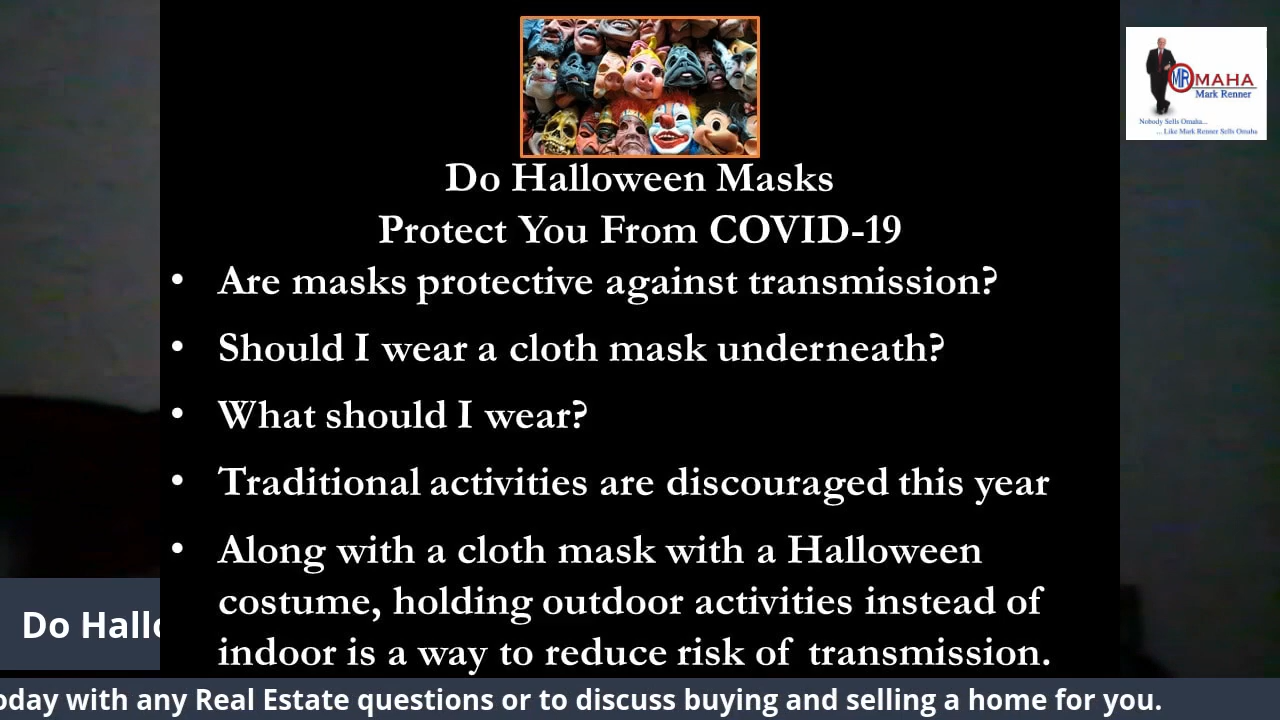 MR OMAHA
Mark Renner
Nobody Sells Omaha...
... Like Mark Renner Sells Omaha
Do Halloween Masks
Protect You From COVID-19
• Are masks protective against transmission?
• Should I wear a cloth mask underneath?
• What should I wear?
• Traditional activities are discouraged this year
• Along with a cloth mask with a Halloween
costume, holding outdoor activities instead of
indoor is a way to reduce risk of transmission.
Do Hallo
oday with any Real Estate questions or to discuss buying and selling a home for you.